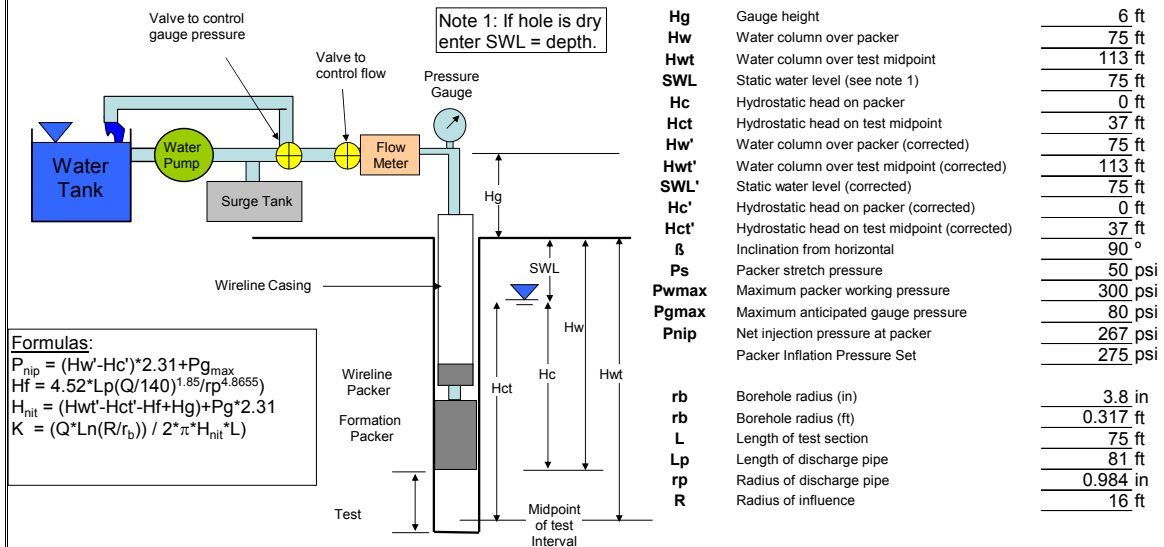 Valve to control
gauge pressure
Note 1: If hole is dry
enter SWL = depth.
Valve to
control flow
Pressure
Gauge
Water
Tank
Water
Pump
Flow
Meter
Surge Tank
Hg
SWL
Wireline Casing
Hw
Hct
Hc
Hwt
Wireline
Packer
Formation
Packer
Test
Midpoint
of test
Interval
Formulas:
Pnip = (Hw'-Hc')*2.31+Pgmax
Hf = 4.52*Lp(Q/140)^1.85/rp^4.8655)
Hnit = (Hwt'-Hct'-Hf+Hg)+Pg*2.31
K = (Q*Ln(R/rb)) / 2*π*Hnit*L)
Hg Gauge height 6 ft
Hw Water column over packer 75 ft
Hwt Water column over test midpoint 113 ft
SWL Static water level (see note 1) 75 ft
Hc Hydrostatic head on packer 0 ft
Hct Hydrostatic head on test midpoint 37 ft
Hw' Water column over packer (corrected) 75 ft
Hwt' Water column over test midpoint (corrected) 113 ft
SWL' Static water level (corrected) 75 ft
Hc' Hydrostatic head on packer (corrected) 0 ft
Hct' Hydrostatic head on test midpoint (corrected) 37 ft
ß Inclination from horizontal 90 º
Ps Packer stretch pressure 50 psi
Pwmax Maximum packer working pressure 300 psi
Pgmax Maximum anticipated gauge pressure 80 psi
Pnip Net injection pressure at packer 267 psi
Packer Inflation Pressure Set 275 psi
rb Borehole radius (in) 3.8 in
rb Borehole radius (ft) 0.317 ft
L Length of test section 75 ft
Lp Length of discharge pipe 81 ft
rp Radius of discharge pipe 0.984 in
R Radius of influence 16 ft